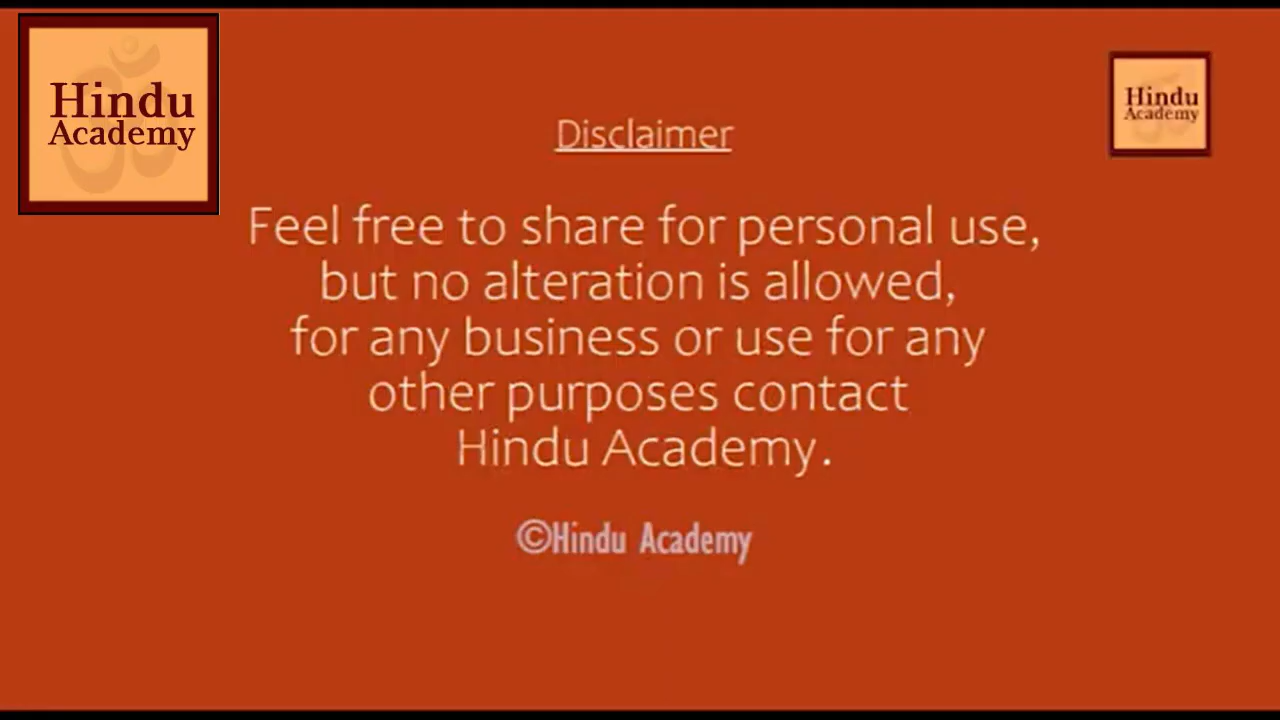 Hindu
Academy
Hindu
Academy
Disclaimer
Feel free to share for personal use,
but no alteration is allowed,
for any business or use for any
other purposes contact
Hindu Academy.
©Hindu Academy